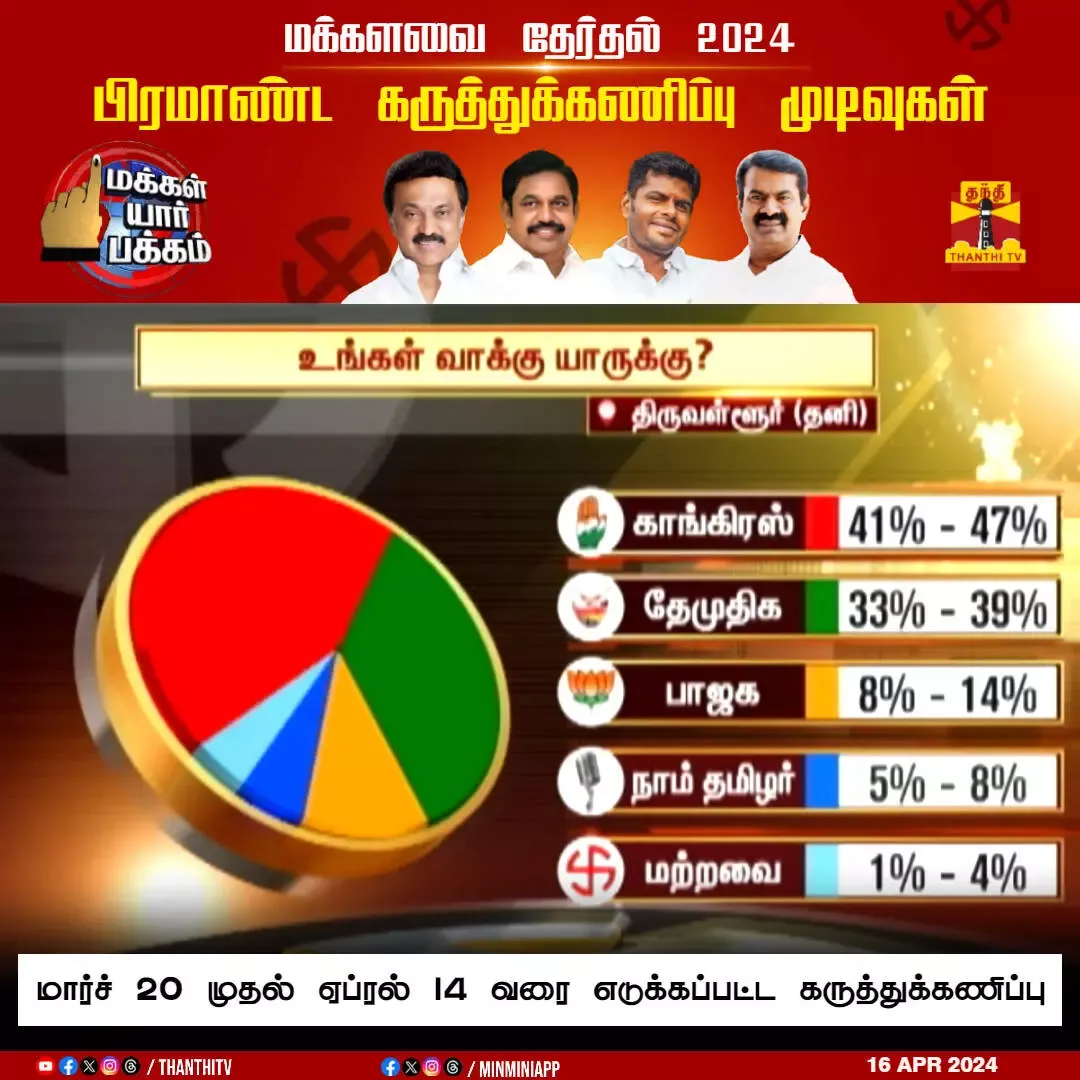 மக்களவை தேர்தல் 2024
பிரமாண்ட கருத்துக்கணிப்பு முடிவுகள்
மக்கள்
யார்
பக்கம்
தந்தி
THANTHI TV
உங்கள் வாக்கு யாருக்கு?
திருவள்ளூர் (தனி)
காங்கிரஸ் 41% - 47%
தேமுதிக 33% - 39%
பாஜக 8% - 14%
நாம் தமிழர் 5% - 8%
மற்றவை 1% - 4%
மார்ச் 20 முதல் ஏப்ரல் 14 வரை எடுக்கப்பட்ட கருத்துக்கணிப்பு
/ THANTHITV / MINMINIAPP 16 APR 2024